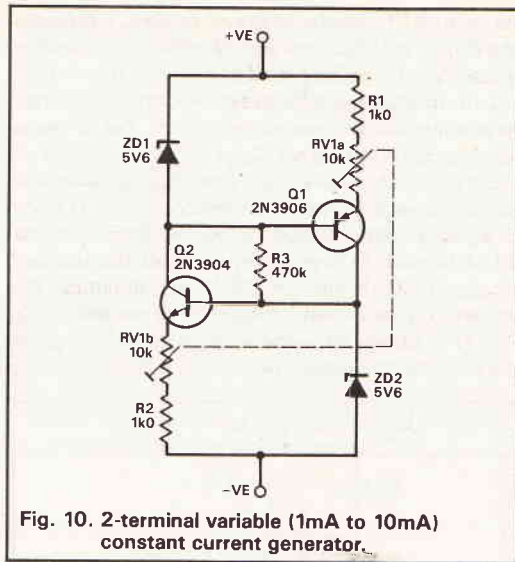 +VE
R1
1k0
ZD1
5V6
RV1a
10k
Q1
2N3906
Q2
2N3904
R3
470k
RV1b
10k
ZD2
5V6
R2
1k0
-VE
Fig. 10. 2-terminal variable (1mA to 10mA)
constant current generator.